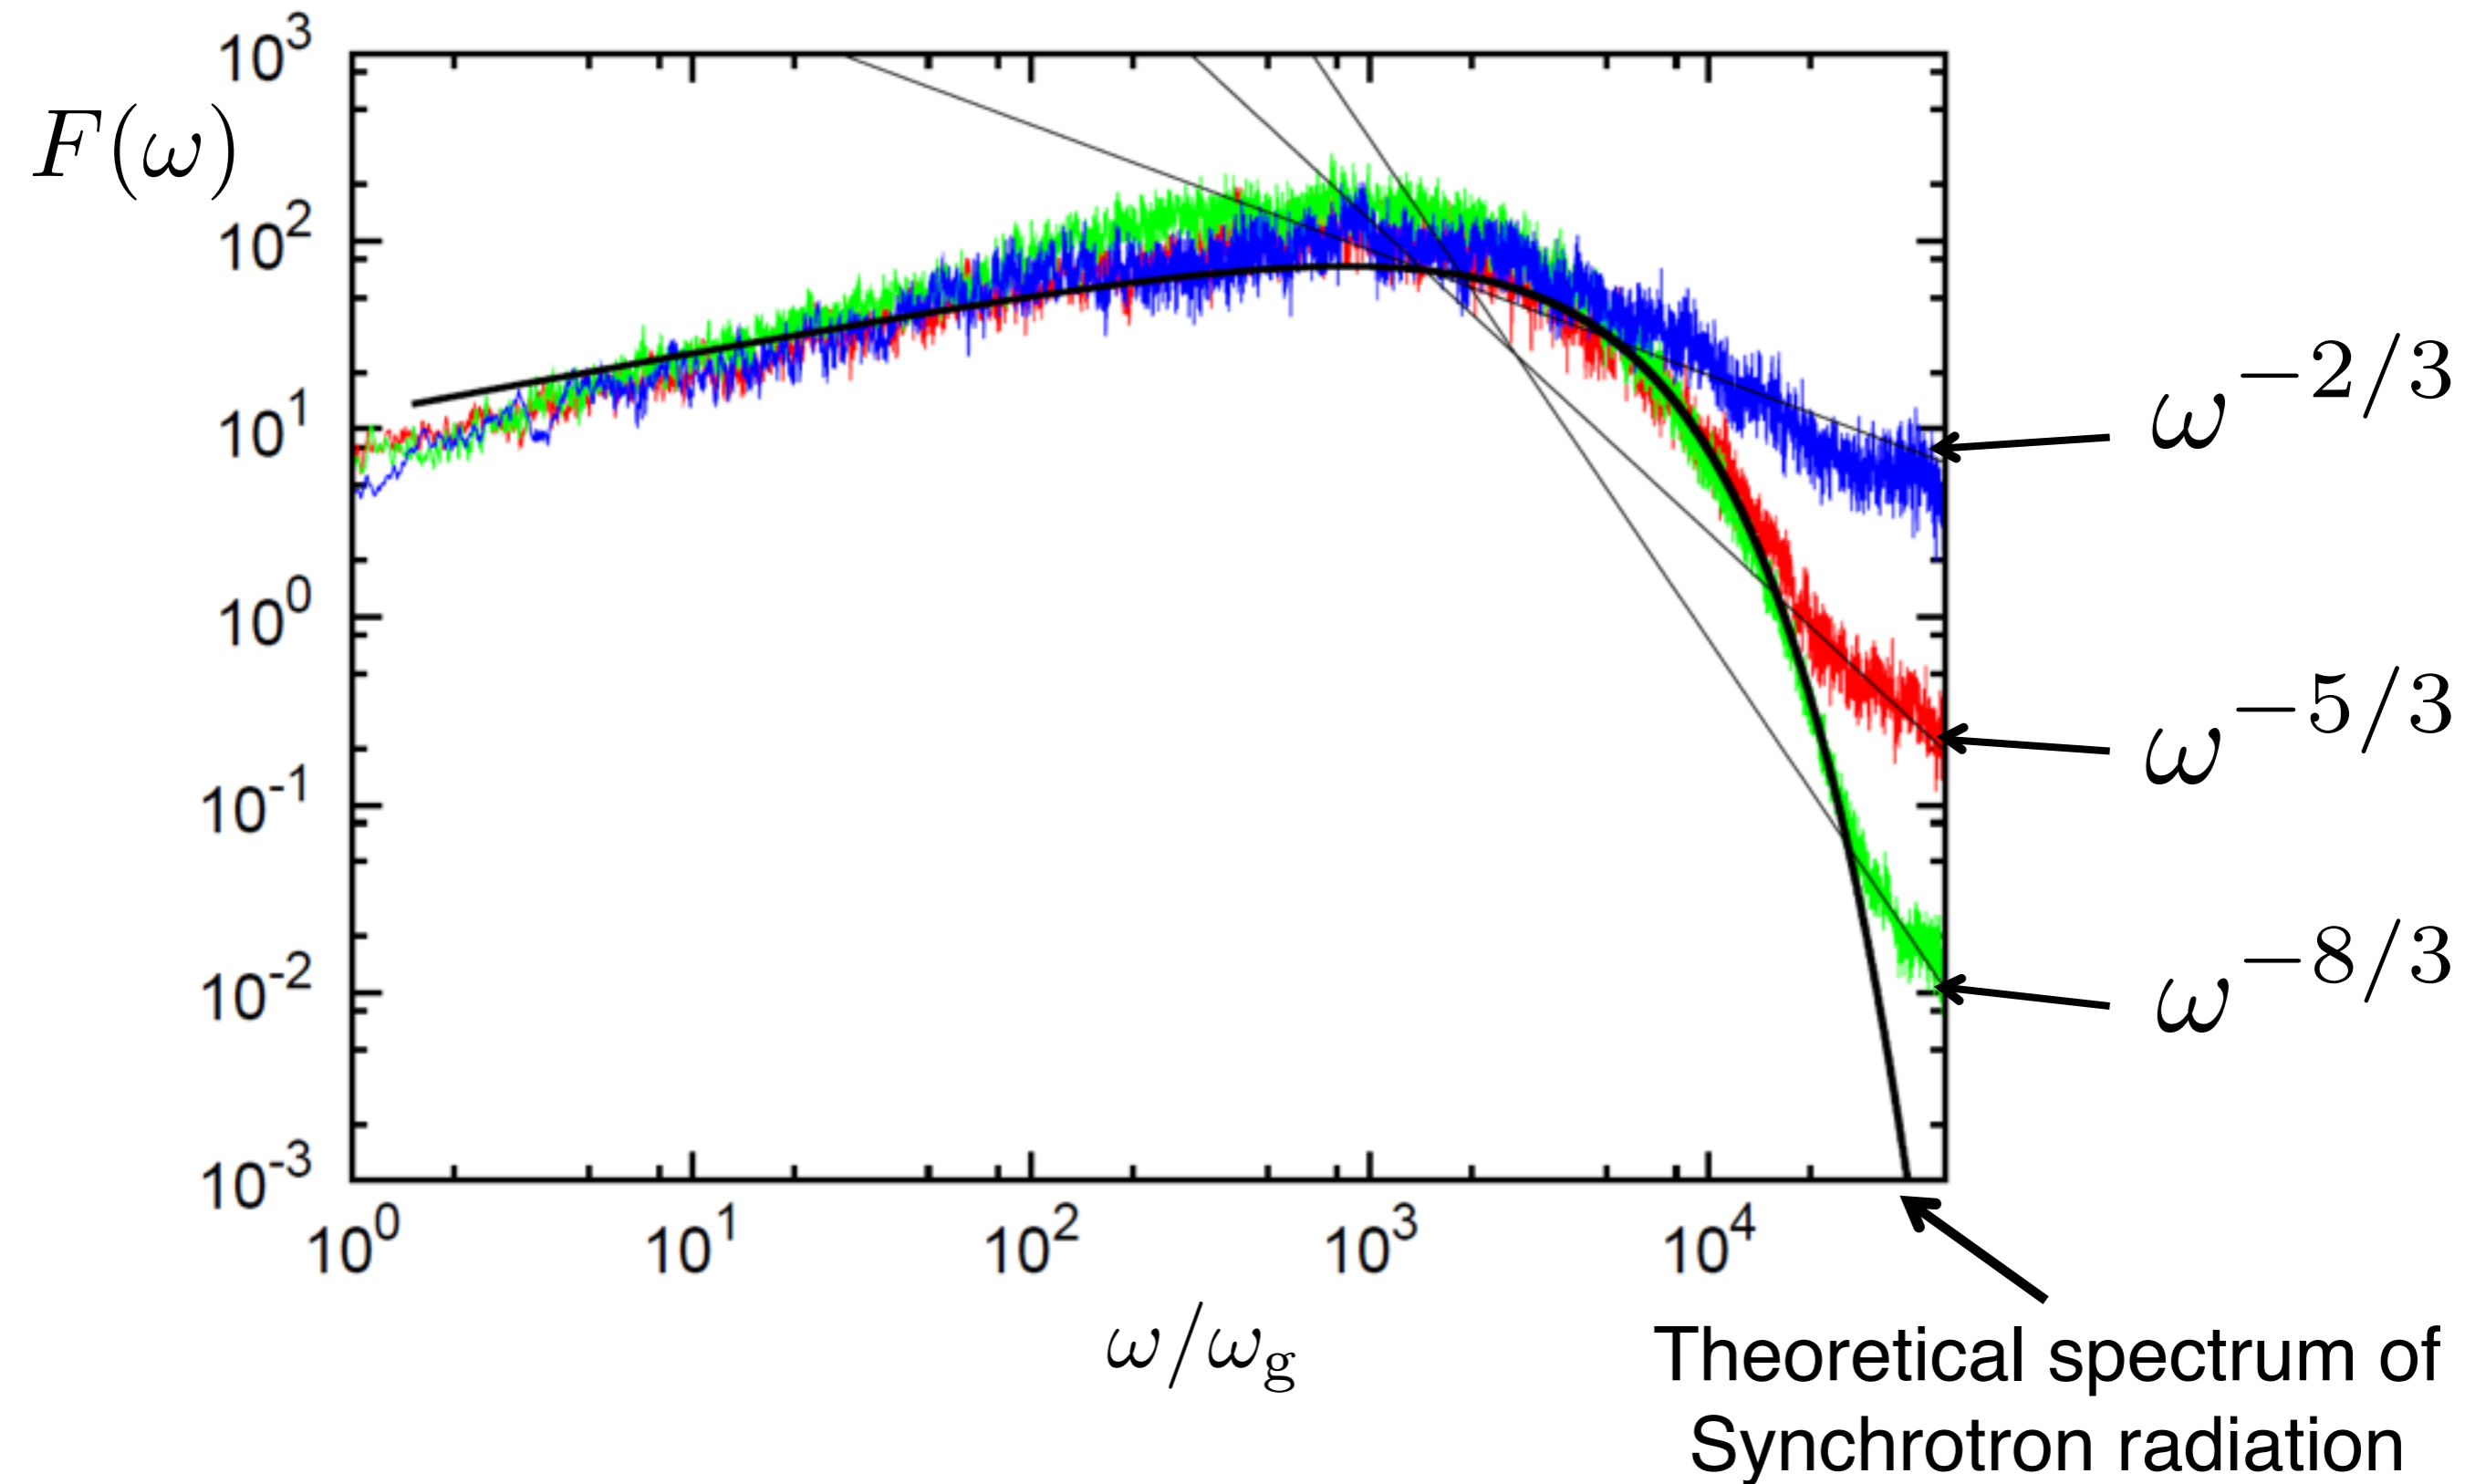 10^3
F(ω)
10^2
10^1
10^0
10^-1
10^-2
10^-3
10^0 10^1 10^2 10^3 10^4
ω/ω_g
ω^−2/3
ω^−5/3
ω^−8/3
Theoretical spectrum of
Synchrotron radiation